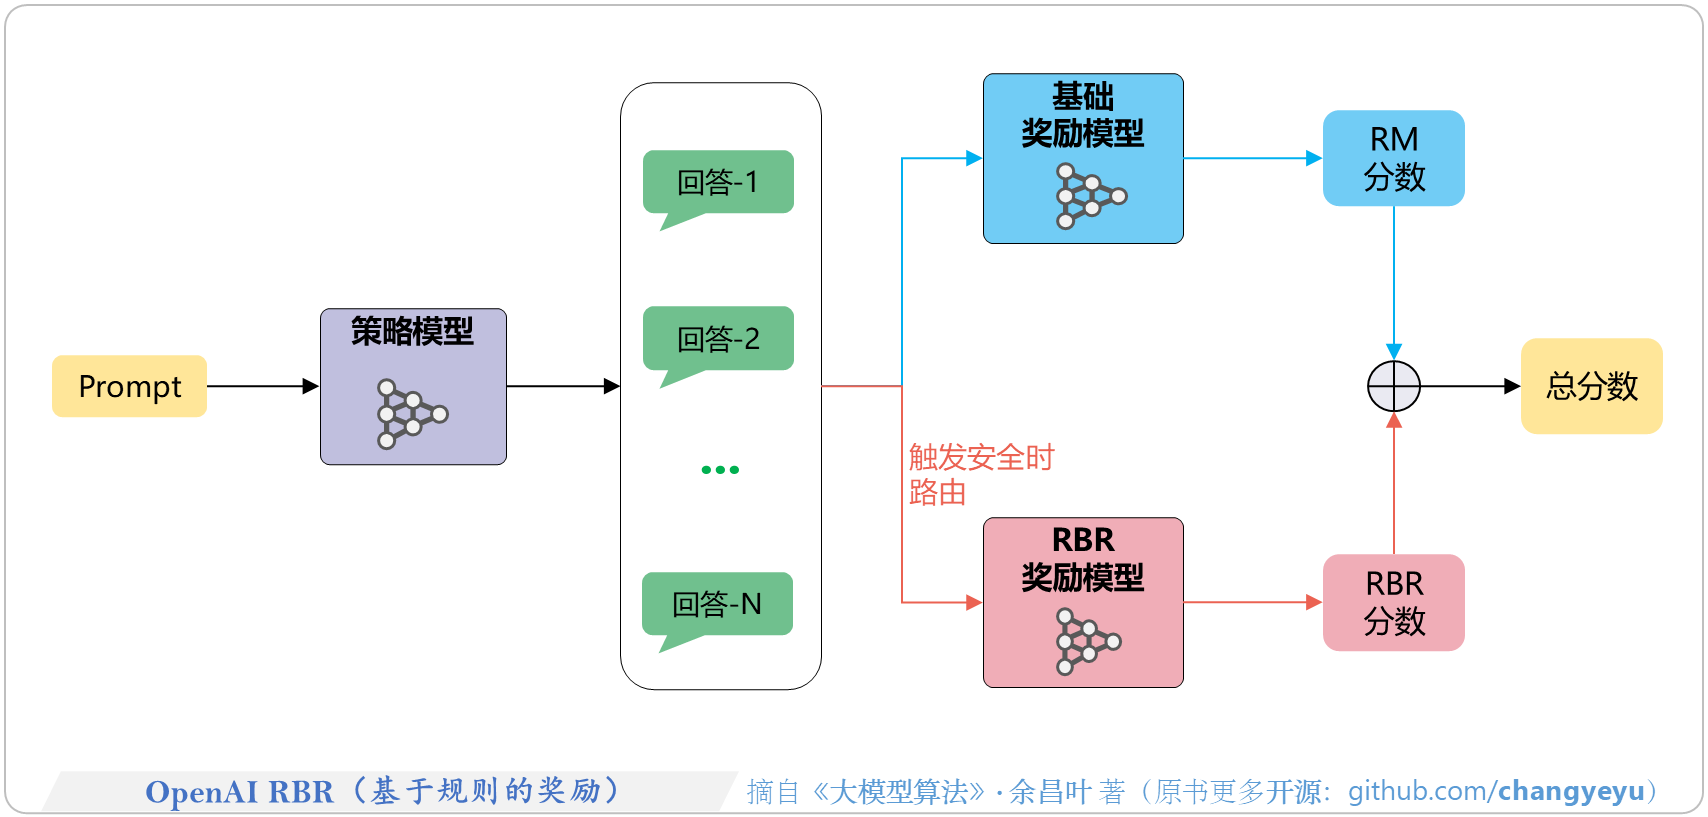 Prompt
策略模型
回答-1
回答-2
回答-N
基础
奖励模型
RM
分数
触发安全时
路由
RBR
奖励模型
RBR
分数
总分数
OpenAI RBR（基于规则的奖励）
摘自《大模型算法》·余昌叶 著（原书更多开源：github.com/changyeyu）